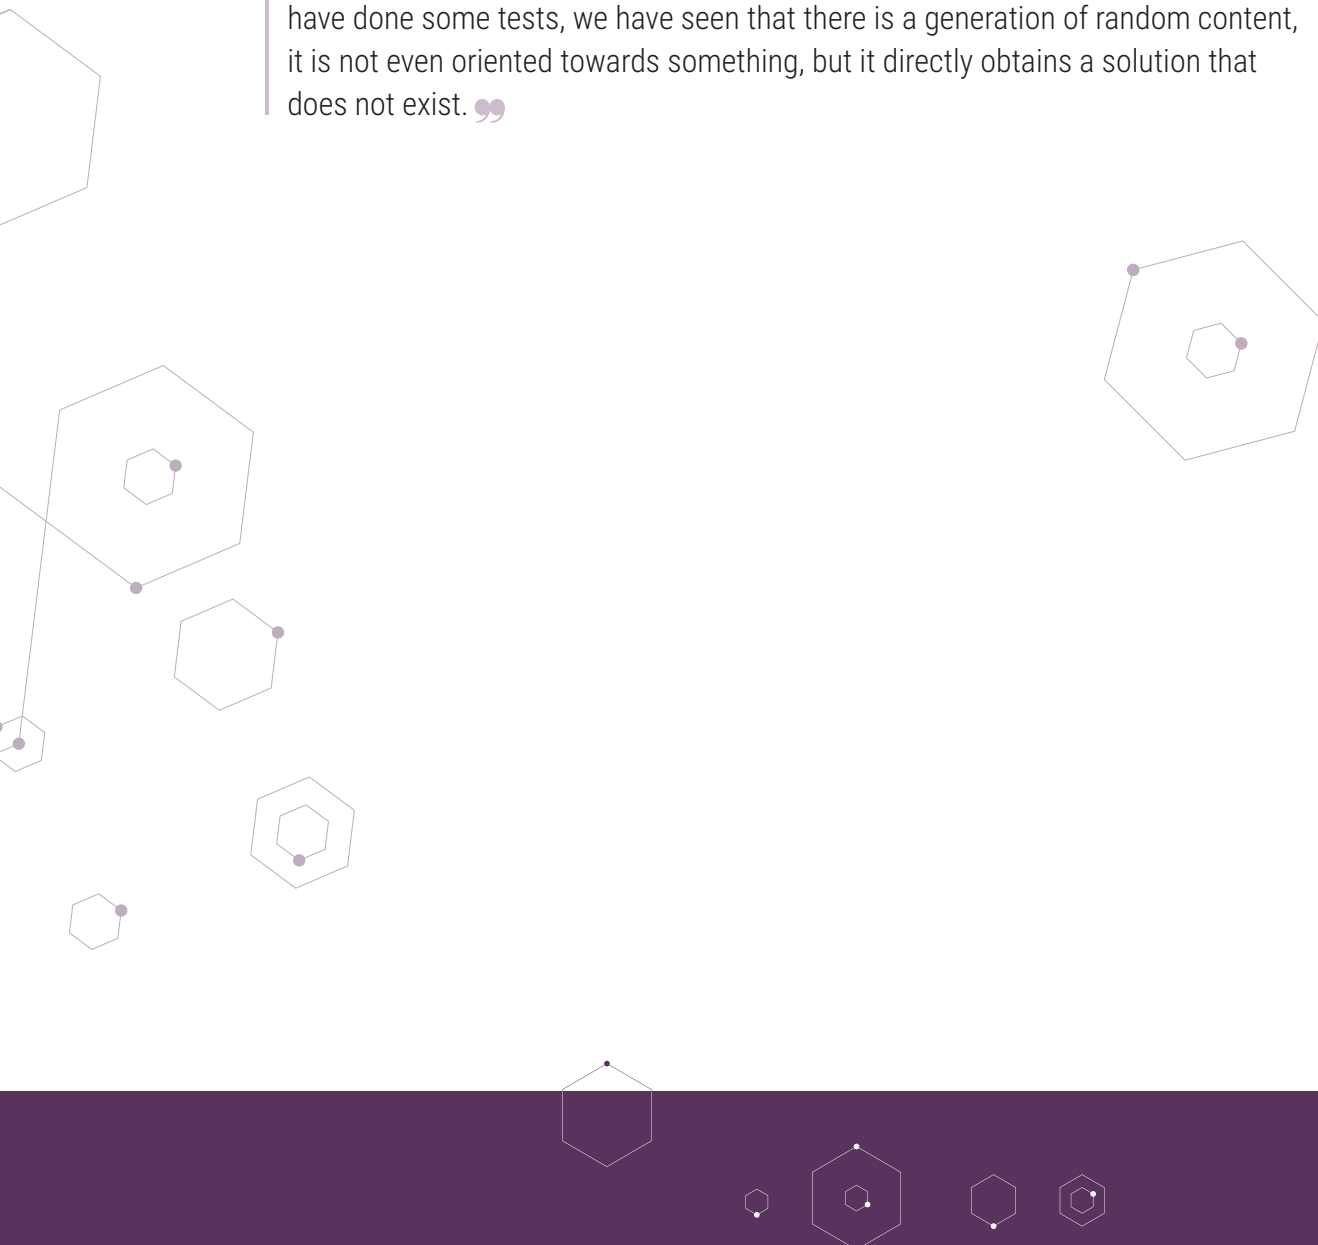 have done some tests, we have seen that there is a generation of random content,
it is not even oriented towards something, but it directly obtains a solution that
does not exist. ”